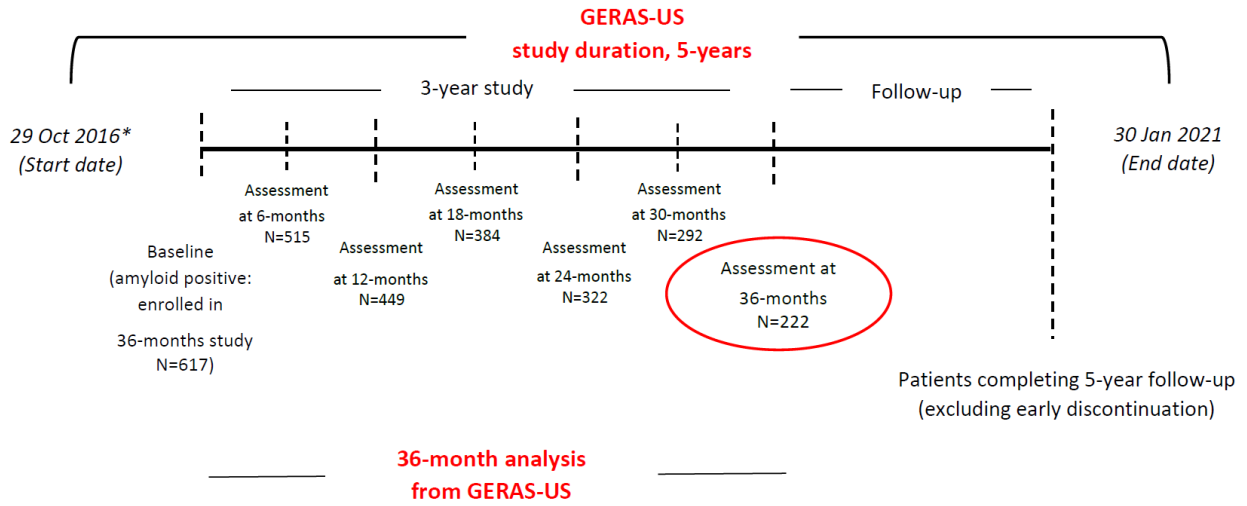 GERAS-US
study duration, 5-years
3-year study
Follow-up
29 Oct 2016*
(Start date)
30 Jan 2021
(End date)
Assessment
at 6-months
N=515
Assessment
at 18-months
N=384
Assessment
at 30-months
N=292
Baseline
(amyloid positive:
enrolled in
36-months study
N=617)
Assessment
at 12-months
N=449
Assessment
at 24-months
N=322
Assessment at
36-months
N=222
Patients completing 5-year follow-up
(excluding early discontinuation)
36-month analysis
from GERAS-US